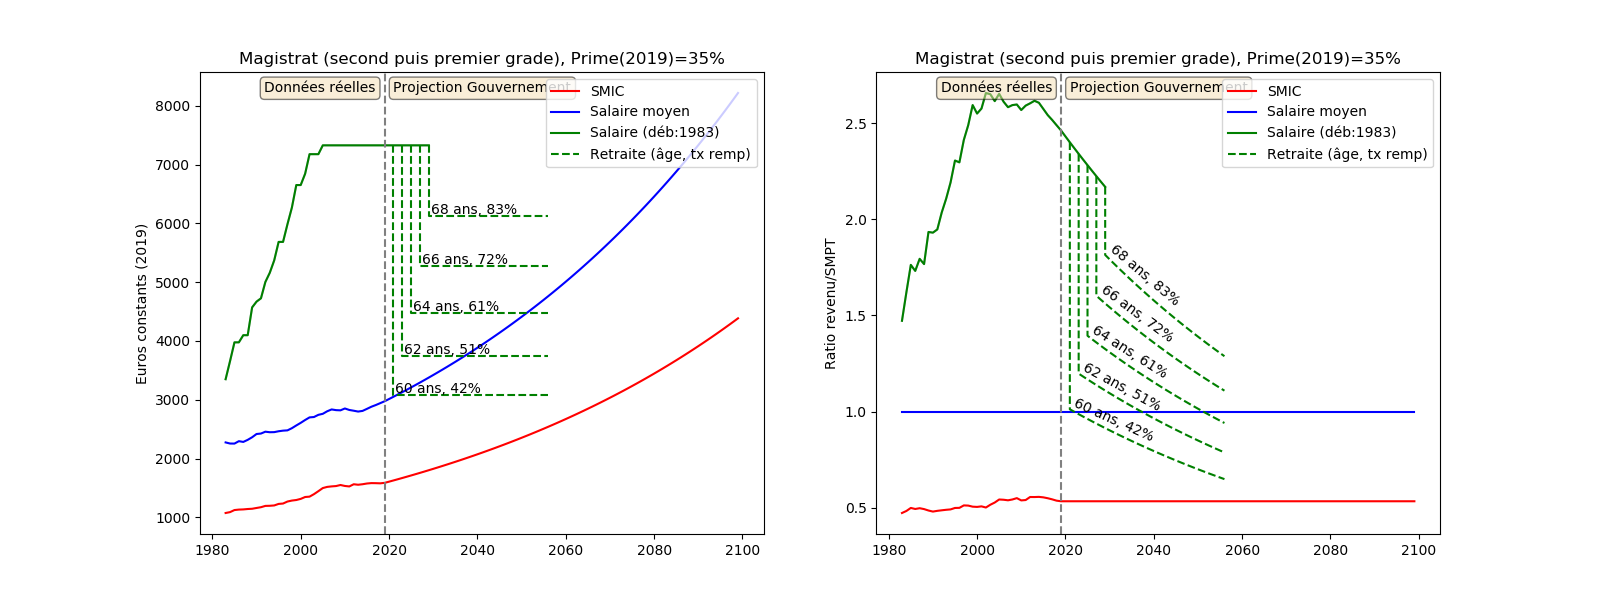 Magistrat (second puis premier grade), Prime(2019)=35%
Données réelles
Projection Gouvernement
SMIC
Salaire moyen
Salaire (déb:1983)
Retraite (âge, tx remp)
68 ans, 83%
66 ans, 72%
64 ans, 61%
62 ans, 51%
60 ans, 42%
Euros constants (2019)
8000
7000
6000
5000
4000
3000
2000
1000
1980
2000
2020
2040
2060
2080
2100
Magistrat (second puis premier grade), Prime(2019)=35%
Données réelles
Projection Gouvernement
SMIC
Salaire moyen
Salaire (déb:1983)
Retraite (âge, tx remp)
68 ans, 83%
66 ans, 72%
64 ans, 61%
62 ans, 51%
60 ans, 42%
Ratio revenu/SMPT
2.5
2.0
1.5
1.0
0.5
1980
2000
2020
2040
2060
2080
2100